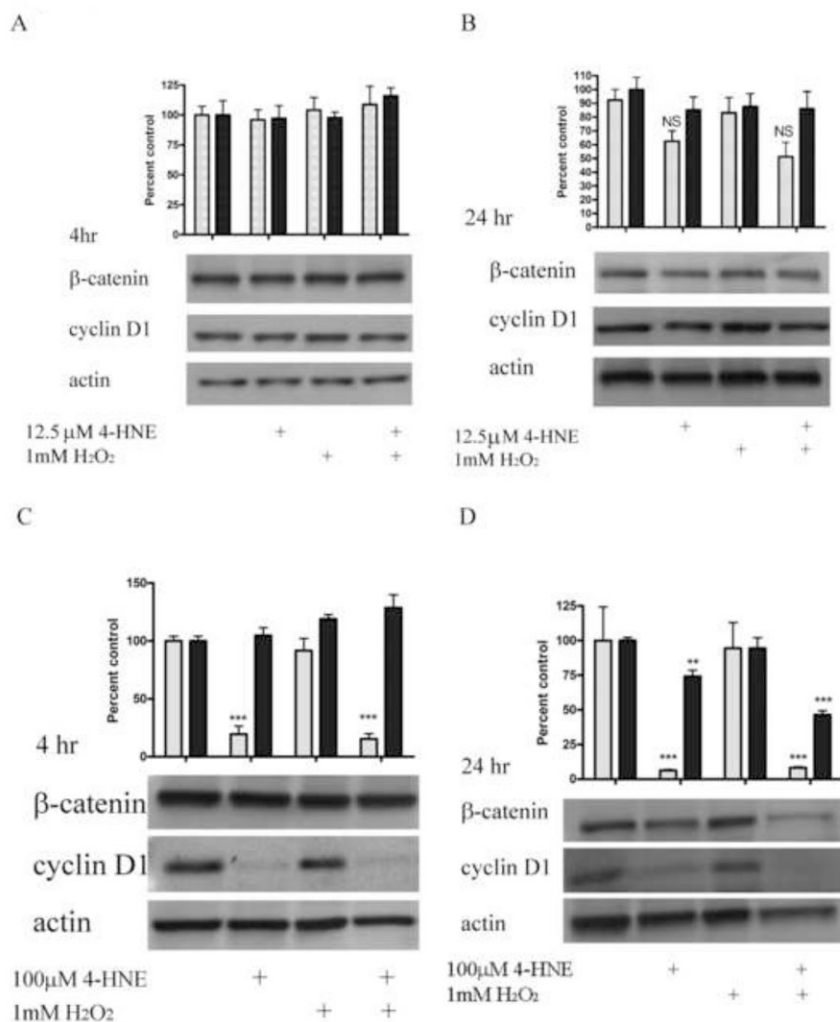 A
125
100
75
50
25
0
Percent control
4hr
β-catenin
cyclin D1
actin
12.5 μM 4-HNE + +
1mM H₂O₂ + +
B
110
100
90
80
70
60
50
40
30
20
10
0
Percent control
NS NS
24 hr
β-catenin
cyclin D1
actin
12.5μM 4-HNE + +
1mM H₂O₂ + +
C
150
100
50
0
Percent control
*** ***
4 hr
β-catenin
cyclin D1
actin
100μM 4-HNE + +
1mM H₂O₂ + +
D
125
100
75
50
25
0
Percent control
*** ** *** ***
24 hr
β-catenin
cyclin D1
actin
100μM 4-HNE + +
1mM H₂O₂ + +